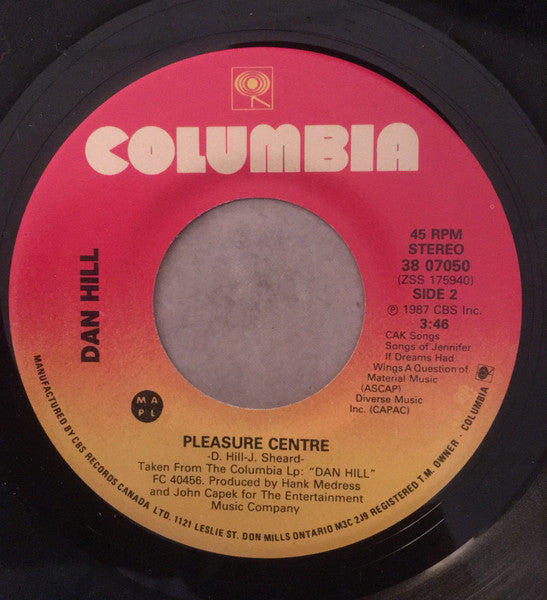 COLUMBIA
DAN HILL
45 RPM
STEREO
38 07050
(ZSS 175940)
SIDE 2
℗ 1987 CBS Inc.
3:46
CAK Songs
Songs of Jennifer
If Dreams Had
Wings A Question of
Material Music
(ASCAP)
Diverse Music
Inc. (CAPAC)
M A
P L
PLEASURE CENTRE
-D. Hill-J. Sheard-
Taken From The Columbia Lp: "DAN HILL"
FC 40456. Produced by Hank Medress
and John Capek for The Entertainment
Music Company
MANUFACTURED BY CBS RECORDS CANADA LTD. 1121 LESLIE ST. DON MILLS ONTARIO M3C 2J9 REGISTERED T.M. OWNER - COLUMBIA